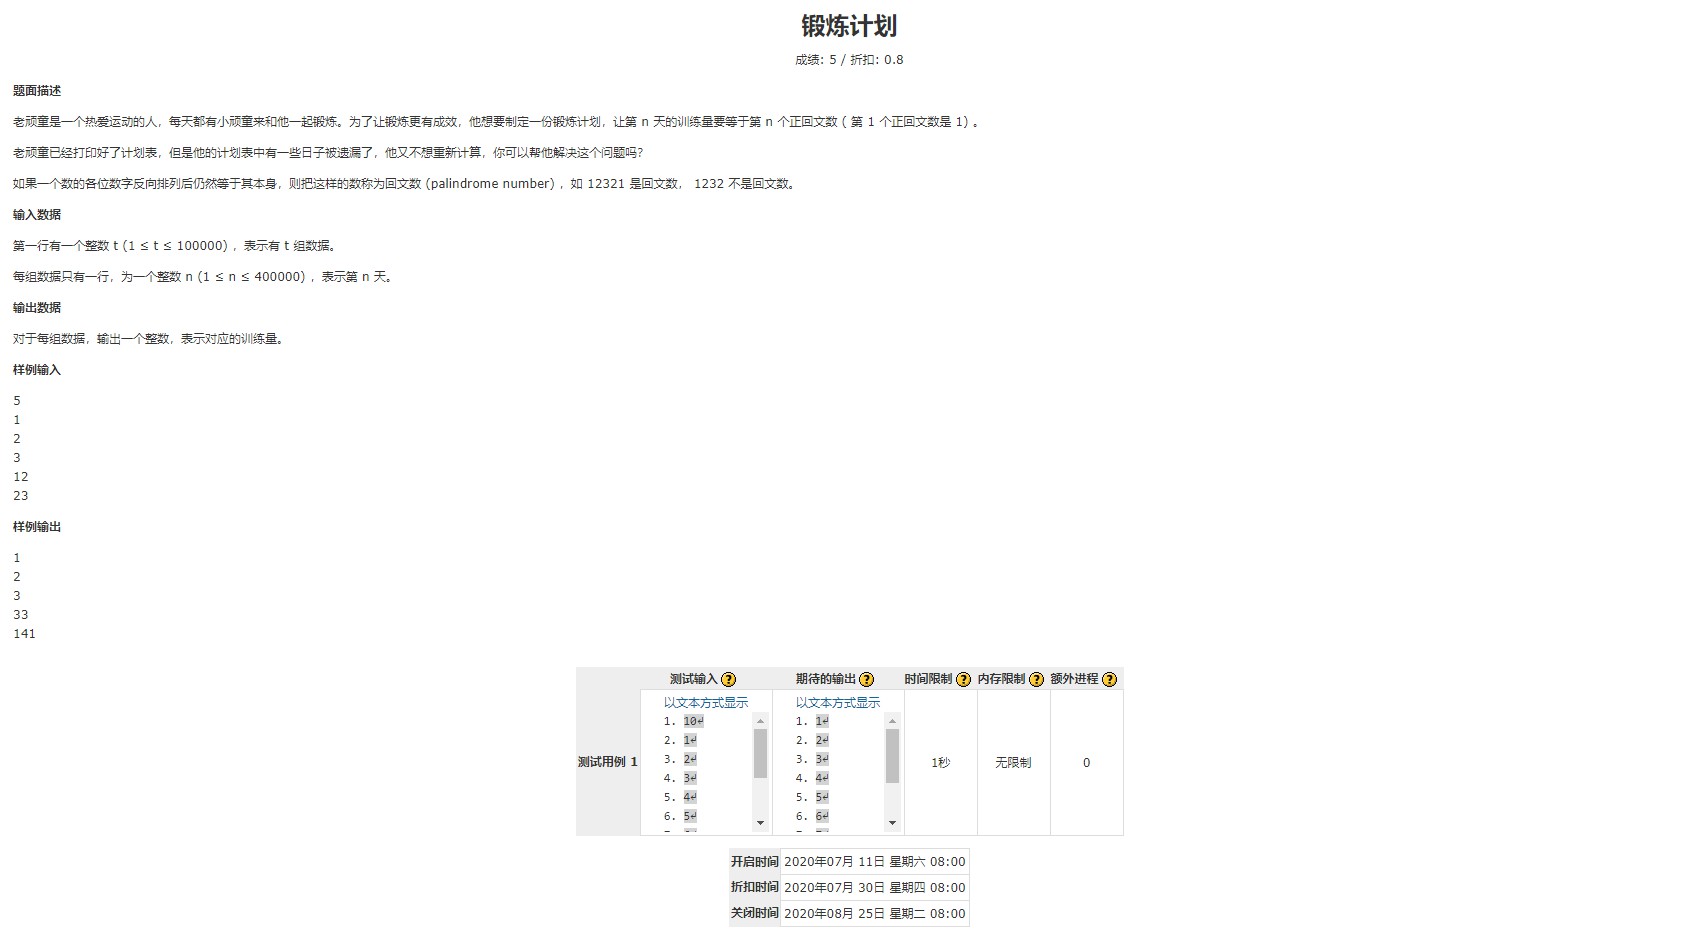 锻炼计划
成绩: 5 / 折扣: 0.8
题面描述
老顽童是一个热爱运动的人，每天都有小顽童来和他一起锻炼。为了让锻炼更有成效，他想要制定一份锻炼计划，让第 n 天的训练量要等于第 n 个正回文数 ( 第 1 个正回文数是 1) 。
老顽童已经打印好了计划表，但是他的计划表中有一些日子被遗漏了，他又不想重新计算，你可以帮他解决这个问题吗?
如果一个数的各位数字反向排列后仍然等于其本身，则把这样的数称为回文数 (palindrome number) ，如 12321 是回文数， 1232 不是回文数。
输入数据
第一行有一个整数 t (1 ≤ t ≤ 100000) ，表示有 t 组数据。
每组数据只有一行，为一个整数 n (1 ≤ n ≤ 400000) ，表示第 n 天。
输出数据
对于每组数据，输出一个整数，表示对应的训练量。
样例输入
5
1
2
3
12
23
样例输出
1
2
3
33
141
测试输入 ? 期待的输出 ? 时间限制 ? 内存限制 ? 额外进程 ?
以文本方式显示 以文本方式显示
1. 10↵ 1. 1↵
2. 1↵ 2. 2↵
3. 2↵ 3. 3↵
4. 3↵ 4. 4↵
测试用例 1 1秒 无限制 0
5. 4↵ 5. 5↵
6. 5↵ 6. 6↵
开启时间 2020年07月 11日 星期六 08:00
折扣时间 2020年07月 30日 星期四 08:00
关闭时间 2020年08月 25日 星期二 08:00